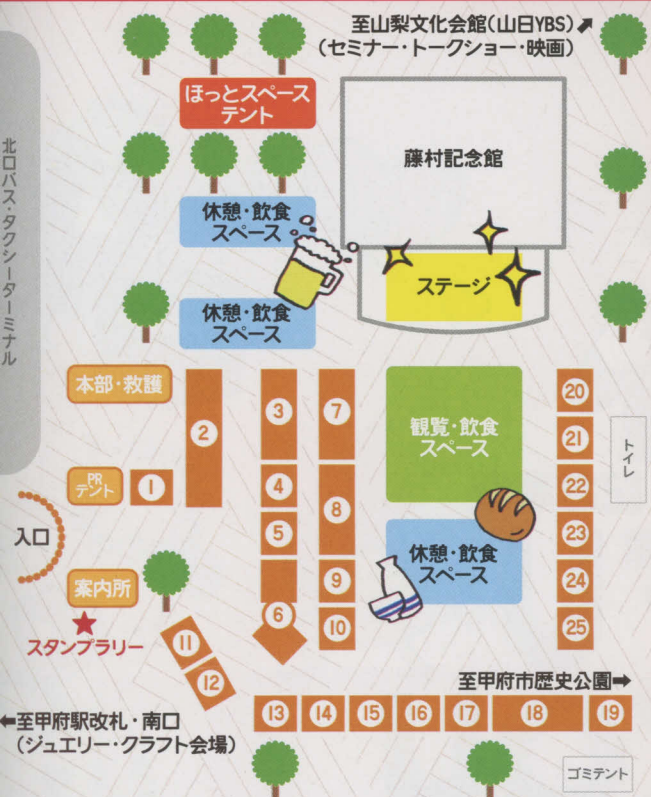 至山梨文化会館(山日YBS)➚
(セミナー・トークショー・映画)
ほっとスペース
テント
藤村記念館
北口バス・タクシーターミナル
休憩・飲食
スペース
ステージ
休憩・飲食
スペース
本部・救護
②
③
⑦
観覧・飲食
スペース
⑳
㉑
トイレ
PR
テント
①
④
⑧
㉒
入口
⑤
休憩・飲食
スペース
㉓
案内所
⑨
㉔
スタンプラリー
⑥
⑩
㉕
⑪
⑫
至甲府市歴史公園➡
⑬
⑭
⑮
⑯
⑰
⑱
⑲
⬅至甲府駅改札・南口
(ジュエリー・クラフト会場)
ゴミテント